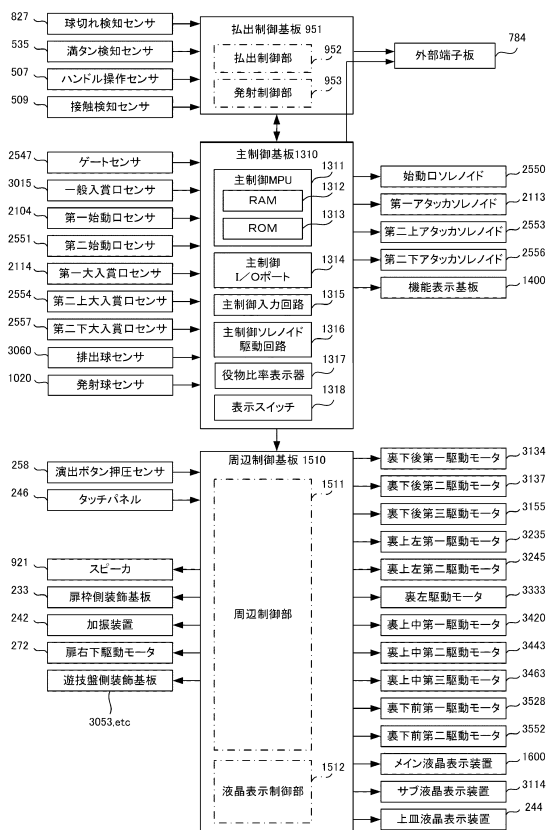 827 球切れ検知センサ
535 満タン検知センサ
507 ハンドル操作センサ
509 接触検知センサ
払出制御基板 951
払出制御部 952
発射制御部 953
外部端子板 784
2547 ゲートセンサ
3015 一般入賞口センサ
2104 第一始動口センサ
2551 第二始動口センサ
2114 第一大入賞口センサ
2554 第二上大入賞口センサ
2557 第二下大入賞口センサ
3060 排出球センサ
1020 発射球センサ
主制御基板1310
主制御MPU 1311
RAM 1312
ROM 1313
主制御
I/Oポート 1314
主制御入力回路 1315
主制御ソレノイド
駆動回路 1316
役物比率表示器 1317
表示スイッチ 1318
始動口ソレノイド 2550
第一アタッカソレノイド 2113
第二上アタッカソレノイド 2553
第二下アタッカソレノイド 2556
機能表示基板 1400
258 演出ボタン押圧センサ
246 タッチパネル
921 スピーカ
233 扉枠側装飾基板
242 加振装置
272 扉右下駆動モータ
遊技盤側装飾基板
3053,etc
周辺制御基板 1510
周辺制御部 1511
液晶表示制御部 1512
裏下後第一駆動モータ 3134
裏下後第二駆動モータ 3137
裏下後第三駆動モータ 3155
裏上左第一駆動モータ 3235
裏上左第二駆動モータ 3245
裏左駆動モータ 3333
裏上中第一駆動モータ 3420
裏上中第二駆動モータ 3443
裏上中第三駆動モータ 3463
裏下前第一駆動モータ 3528
裏下前第二駆動モータ 3552
メイン液晶表示装置 1600
サブ液晶表示装置 3114
上皿液晶表示装置 244